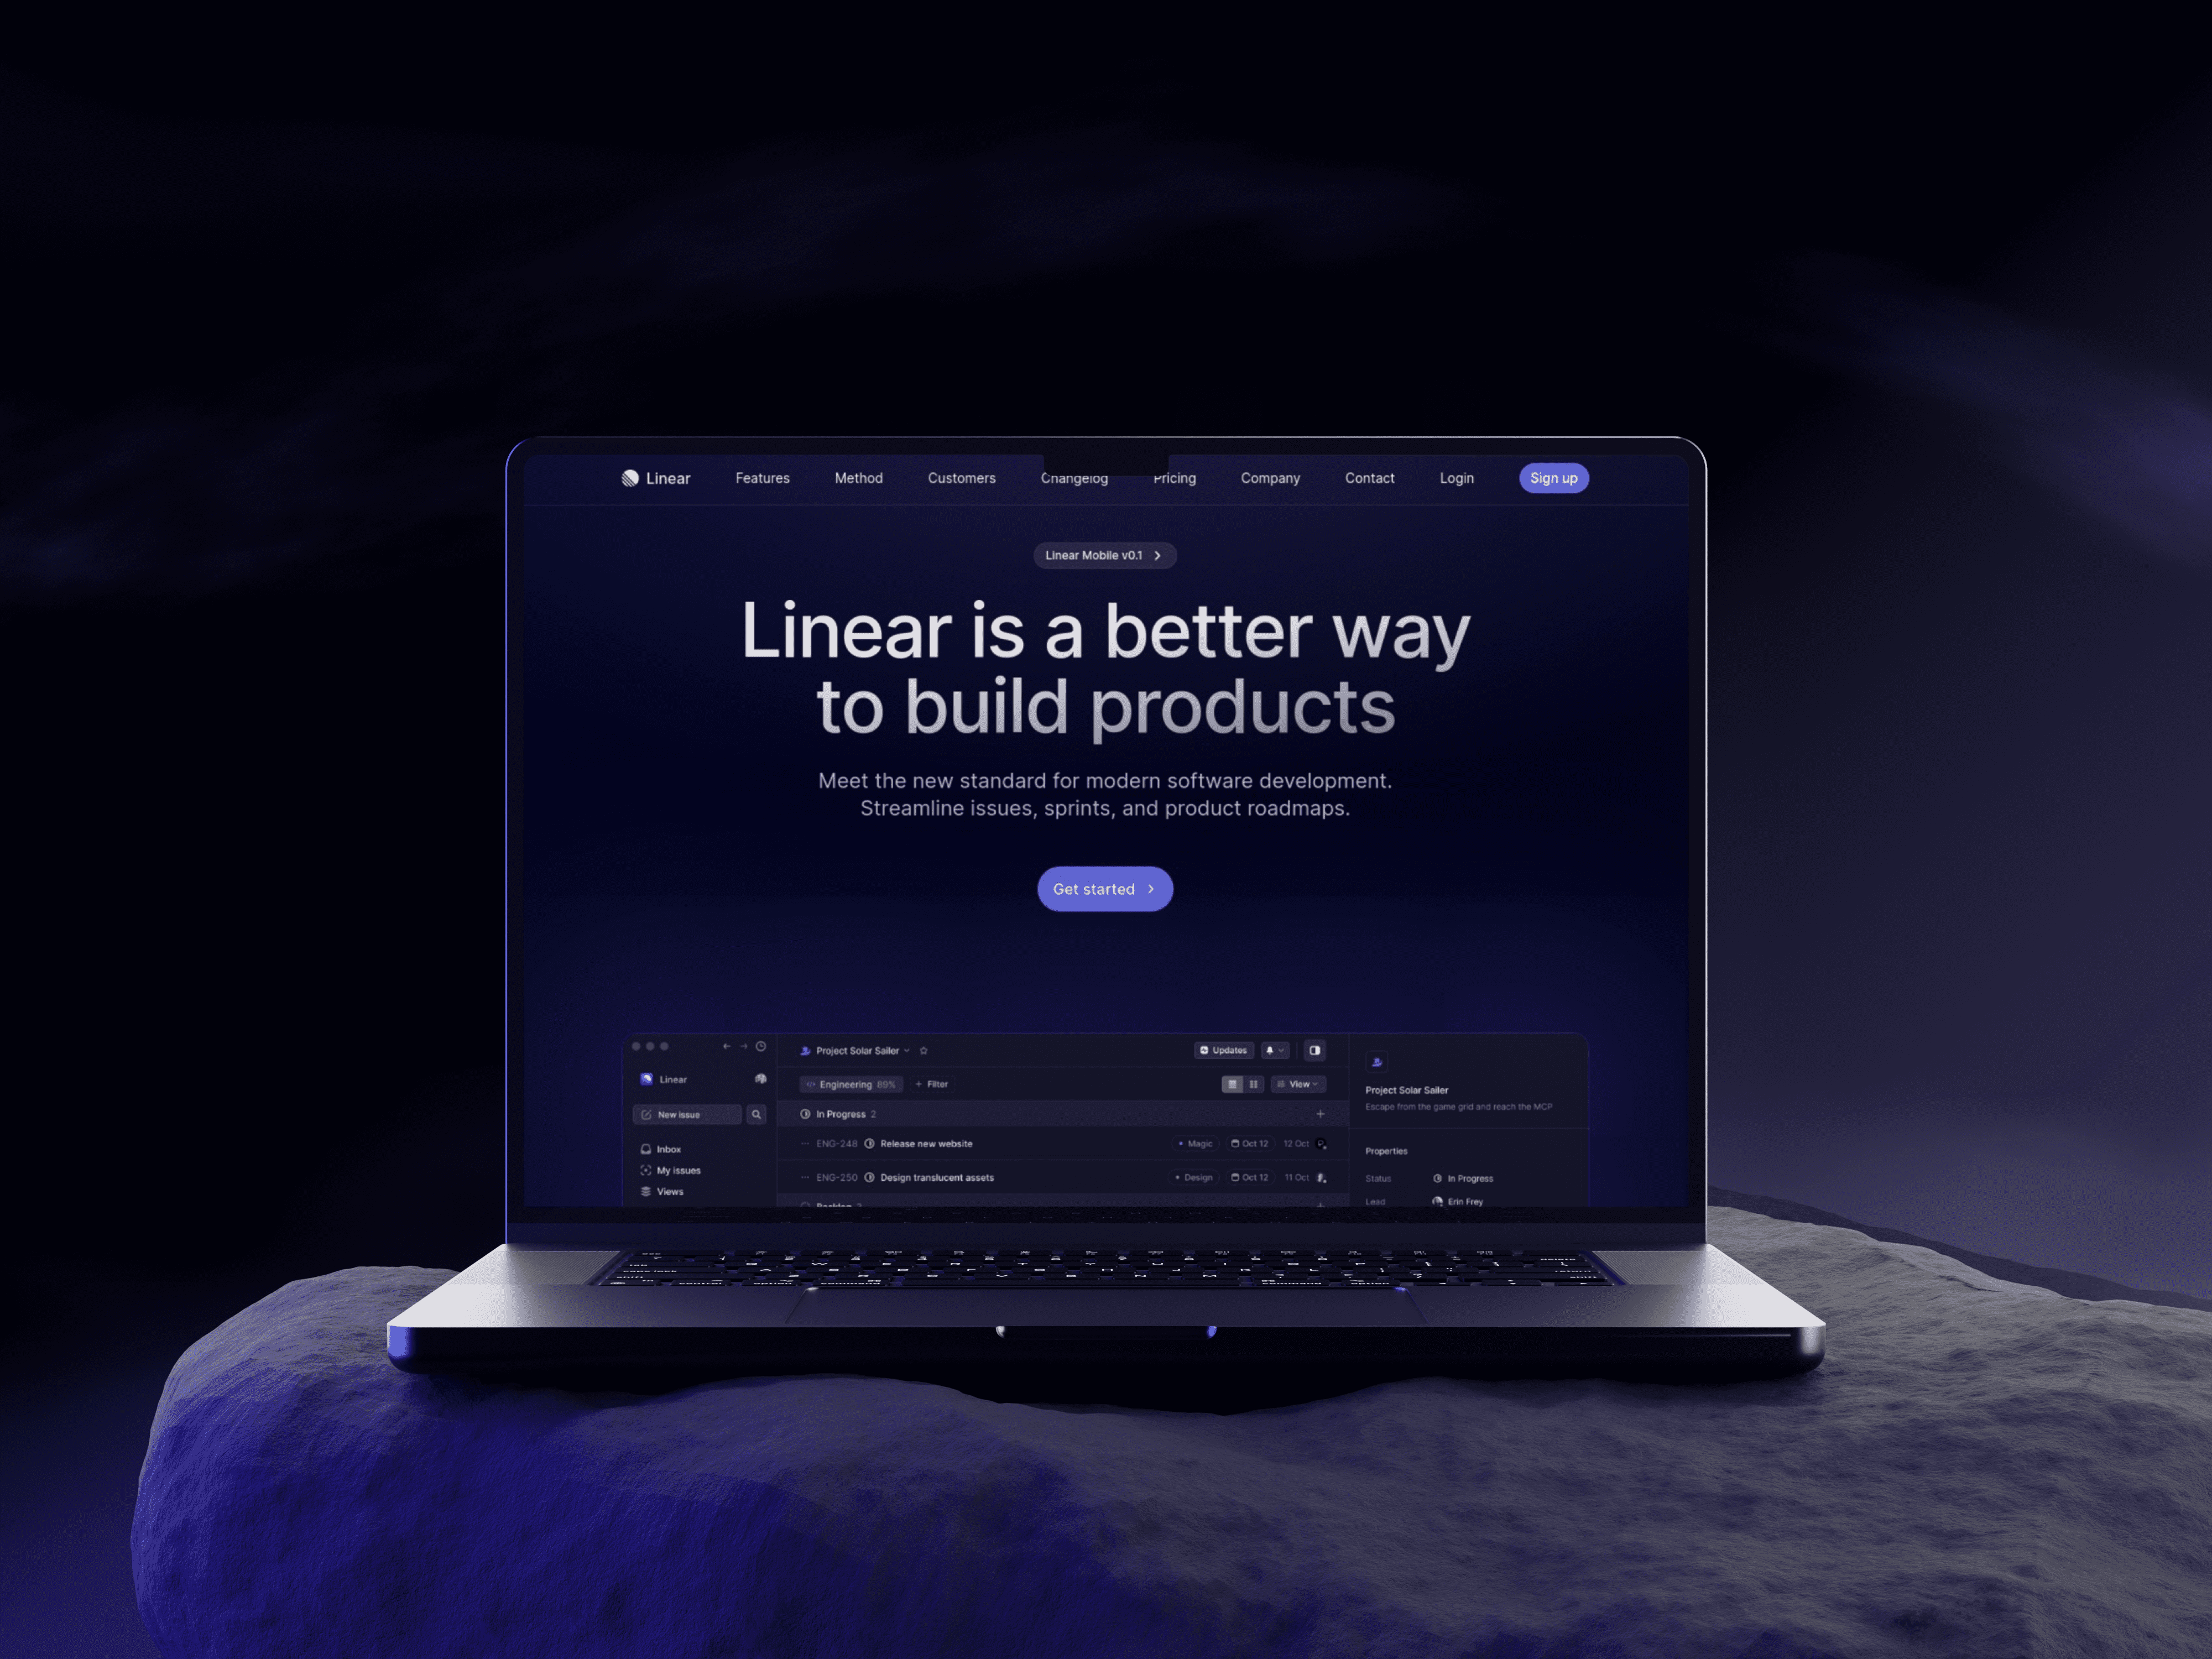 Linear Features Method Customers Changelog Pricing Company Contact Login Sign up
Linear Mobile v0.1
Linear is a better way
to build products
Meet the new standard for modern software development.
Streamline issues, sprints, and product roadmaps.
Get started
Project Solar Sailer
Updates
Linear
Engineering 89%
Filter
View
Project Solar Sailer
Escape from the game grid and reach the MCP
New issue
In Progress 2
ENG-248 Release new website Magic Oct 12 12 Oct
Inbox
Properties
My issues
ENG-250 Design translucent assets Design Oct 12 11 Oct
Status In Progress
Views
Lead Erin Frey
command option
delete